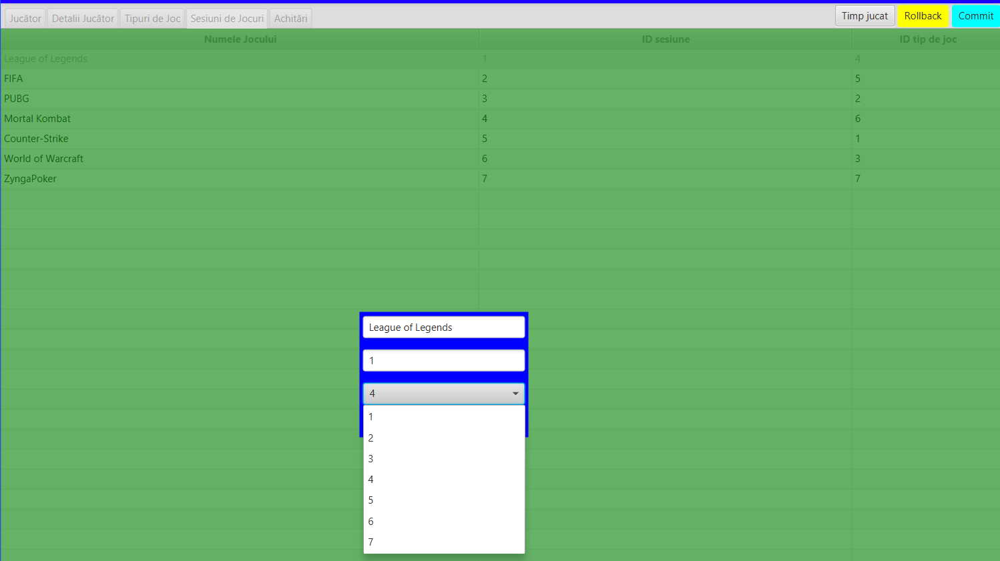 Jucător Detalii Jucător Tipuri de Joc Sesiuni de Jocuri Achitări Timp jucat Rollback Commit
Numele Jocului ID sesiune ID tip de joc
League of Legends 1 4
FIFA 2 5
PUBG 3 2
Mortal Kombat 4 6
Counter-Strike 5 1
World of Warcraft 6 3
ZyngaPoker 7 7
League of Legends
1
4
1
2
3
4
5
6
7